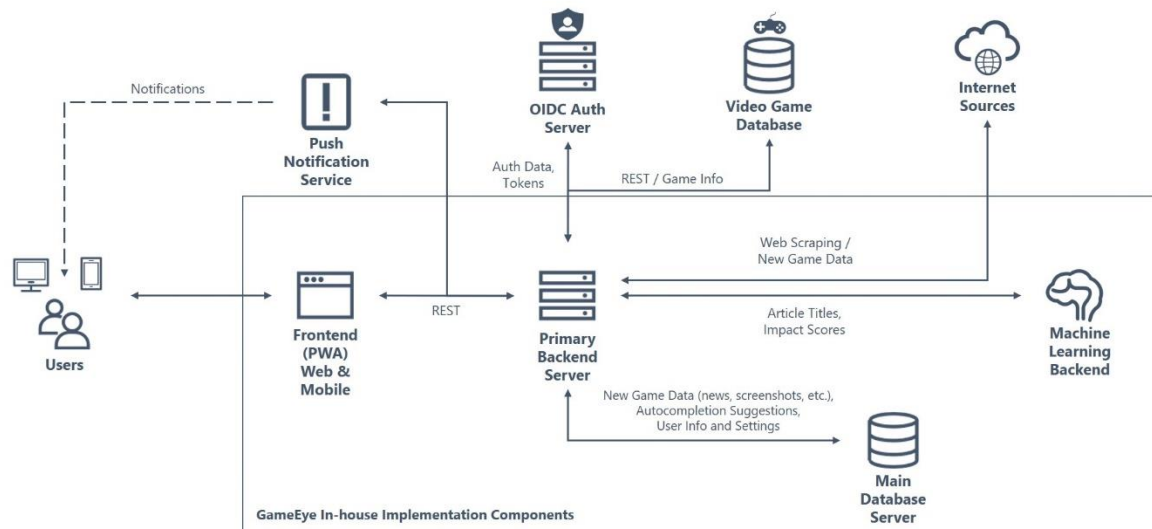 Notifications
Push
Notification
Service
OIDC Auth
Server
Video Game
Database
Internet
Sources
Auth Data,
Tokens
REST / Game Info
Web Scraping /
New Game Data
Users
Frontend
(PWA)
Web &
Mobile
REST
Primary
Backend
Server
Article Titles,
Impact Scores
Machine
Learning
Backend
New Game Data (news, screenshots, etc.),
Autocompletion Suggestions,
User Info and Settings
Main
Database
Server
GameEye In-house Implementation Components